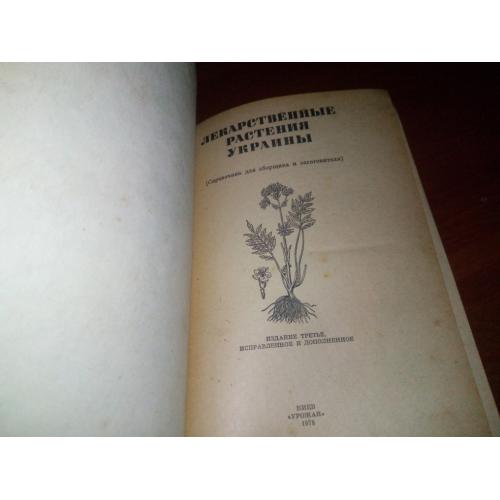 ЛЕКАРСТВЕННЫЕ
РАСТЕНИЯ
УКРАИНЫ
(Справочник для сборщика и заготовителя)
ИЗДАНИЕ ТРЕТЬЕ,
ИСПРАВЛЕННОЕ И ДОПОЛНЕННОЕ
КИЕВ
«УРОЖАЙ»
1978